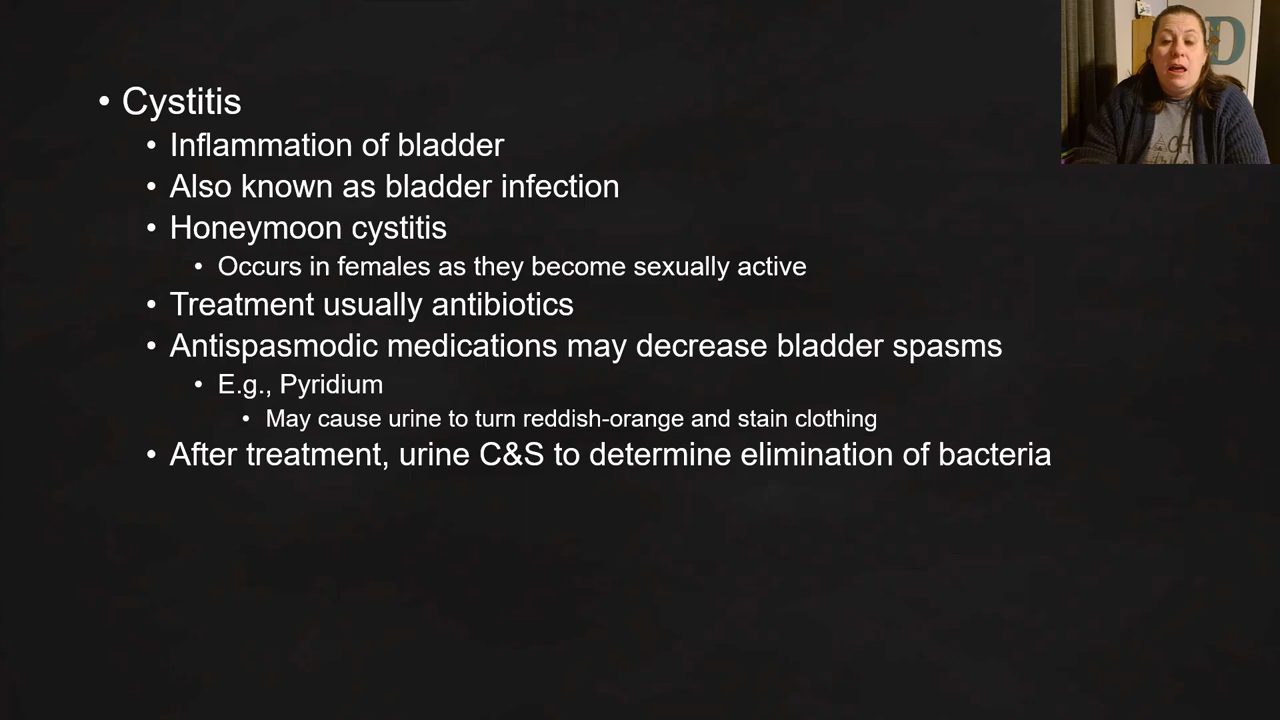 • Cystitis
• Inflammation of bladder
• Also known as bladder infection
• Honeymoon cystitis
• Occurs in females as they become sexually active
• Treatment usually antibiotics
• Antispasmodic medications may decrease bladder spasms
• E.g., Pyridium
• May cause urine to turn reddish-orange and stain clothing
• After treatment, urine C&S to determine elimination of bacteria
D